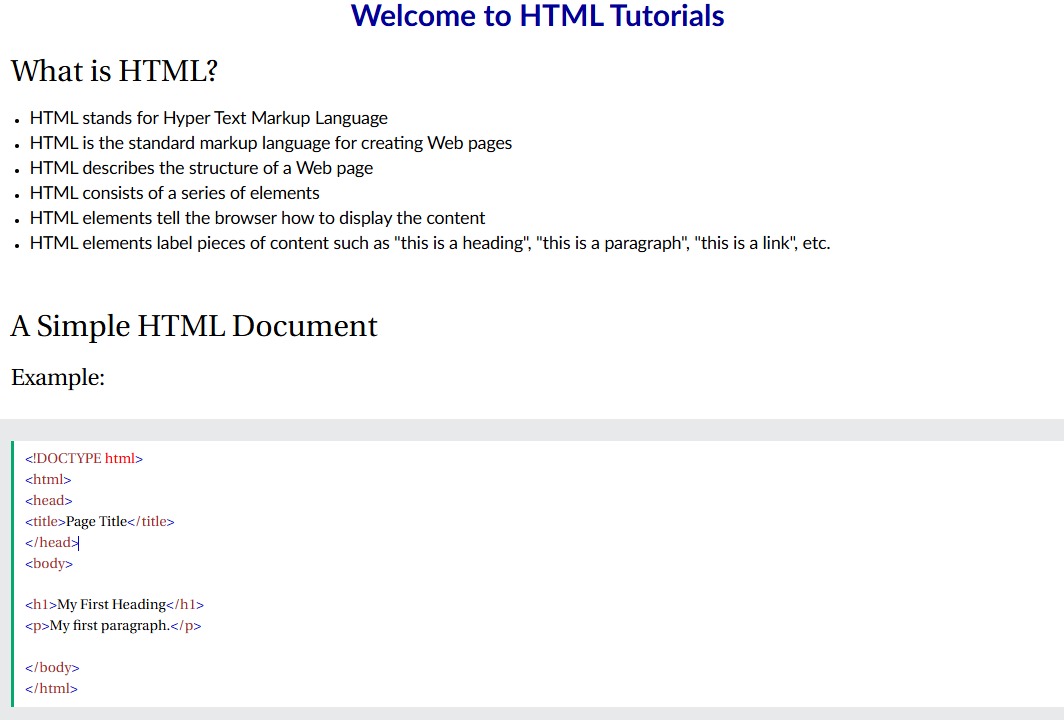 Welcome to HTML Tutorials
What is HTML?
• HTML stands for Hyper Text Markup Language
• HTML is the standard markup language for creating Web pages
• HTML describes the structure of a Web page
• HTML consists of a series of elements
• HTML elements tell the browser how to display the content
• HTML elements label pieces of content such as "this is a heading", "this is a paragraph", "this is a link", etc.
A Simple HTML Document
Example:
<!DOCTYPE html>
<html>
<head>
<title>Page Title</title>
</head>
<body>
<h1>My First Heading</h1>
<p>My first paragraph.</p>
</body>
</html>